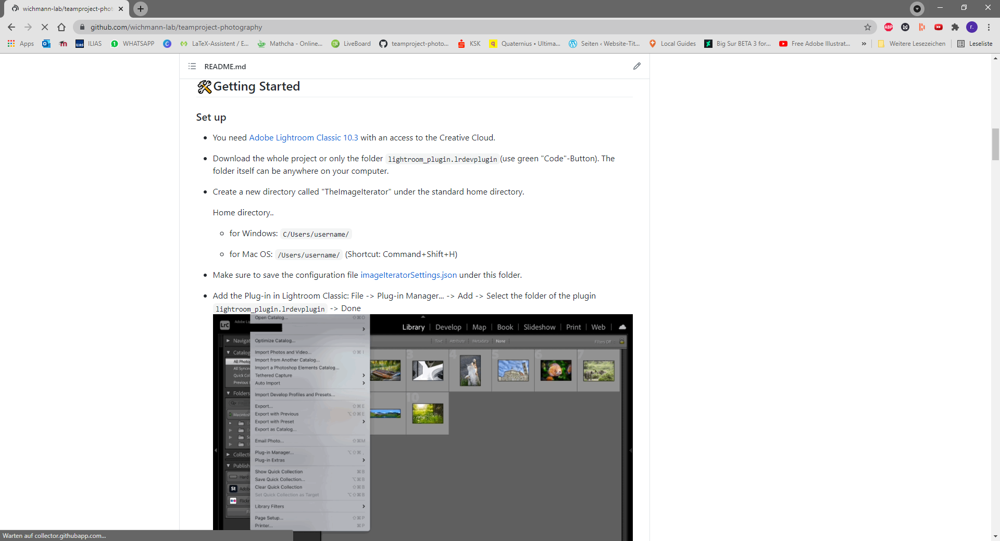 wichmann-lab/teamproject-phot
github.com/wichmann-lab/teamproject-photography
ABP
r.
Apps
ILIAS
WHATSAPP
LaTeX-Assistent / E...
Mathcha - Online...
LiveBoard
teamproject-photo...
KSK
Quaternius • Ultima...
Seiten ‹ Website-Tit...
Local Guides
Big Sur BETA 3 for...
Free Adobe Illustrat...
»
Weitere Lesezeichen
Leseliste
README.md
Getting Started
Set up
• You need Adobe Lightroom Classic 10.3 with an access to the Creative Cloud.
• Download the whole project or only the folder lightroom_plugin.lrdevplugin (use green "Code"-Button). The
folder itself can be anywhere on your computer.
• Create a new directory called "TheImageIterator" under the standard home directory.
Home directory..
for Windows: C/Users/username/
for Mac OS: /Users/username/ (Shortcut: Command+Shift+H)
• Make sure to save the configuration file imageIteratorSettings.json under this folder.
• Add the Plug-in in Lightroom Classic: File -> Plug-in Manager... -> Add -> Select the folder of the plugin
lightroom_plugin.lrdevplugin -> Done
LrC
Adobe Lig
Library | Develop | Map | Book | Slideshow | Print | Web |
Text | Attribute | Metadata | None
Filters Off
Navigat
Catalog
All Photo
All Synce
Quick Col
Previous I
Folders
Macintosh
Collecti
Publish
Hard
St Adob
Flickr
Open Catalog... ⇧⌘O
Optimize Catalog...
Import Photos and Video... ⇧⌘I
Import from Another Catalog...
Import a Photoshop Elements Catalog...
Tethered Capture
Auto Import
Import Develop Profiles and Presets...
Export... ⇧⌘E
Export with Previous ⌥⇧⌘E
Export with Preset
Export as Catalog...
Email Photo... ⇧⌘M
Plug-in Manager... ⌥⇧⌘,
Plug-in Extras
Show Quick Collection ⌘B
Save Quick Collection... ⌥⌘B
Clear Quick Collection ⇧⌘B
Set Quick Collection as Target ⌥⇧⌘B
Library Filters
Page Setup... ⇧⌘P
Printer... ⌘P
3
4
5
6
7
10
Warten auf collector.githubapp.com...